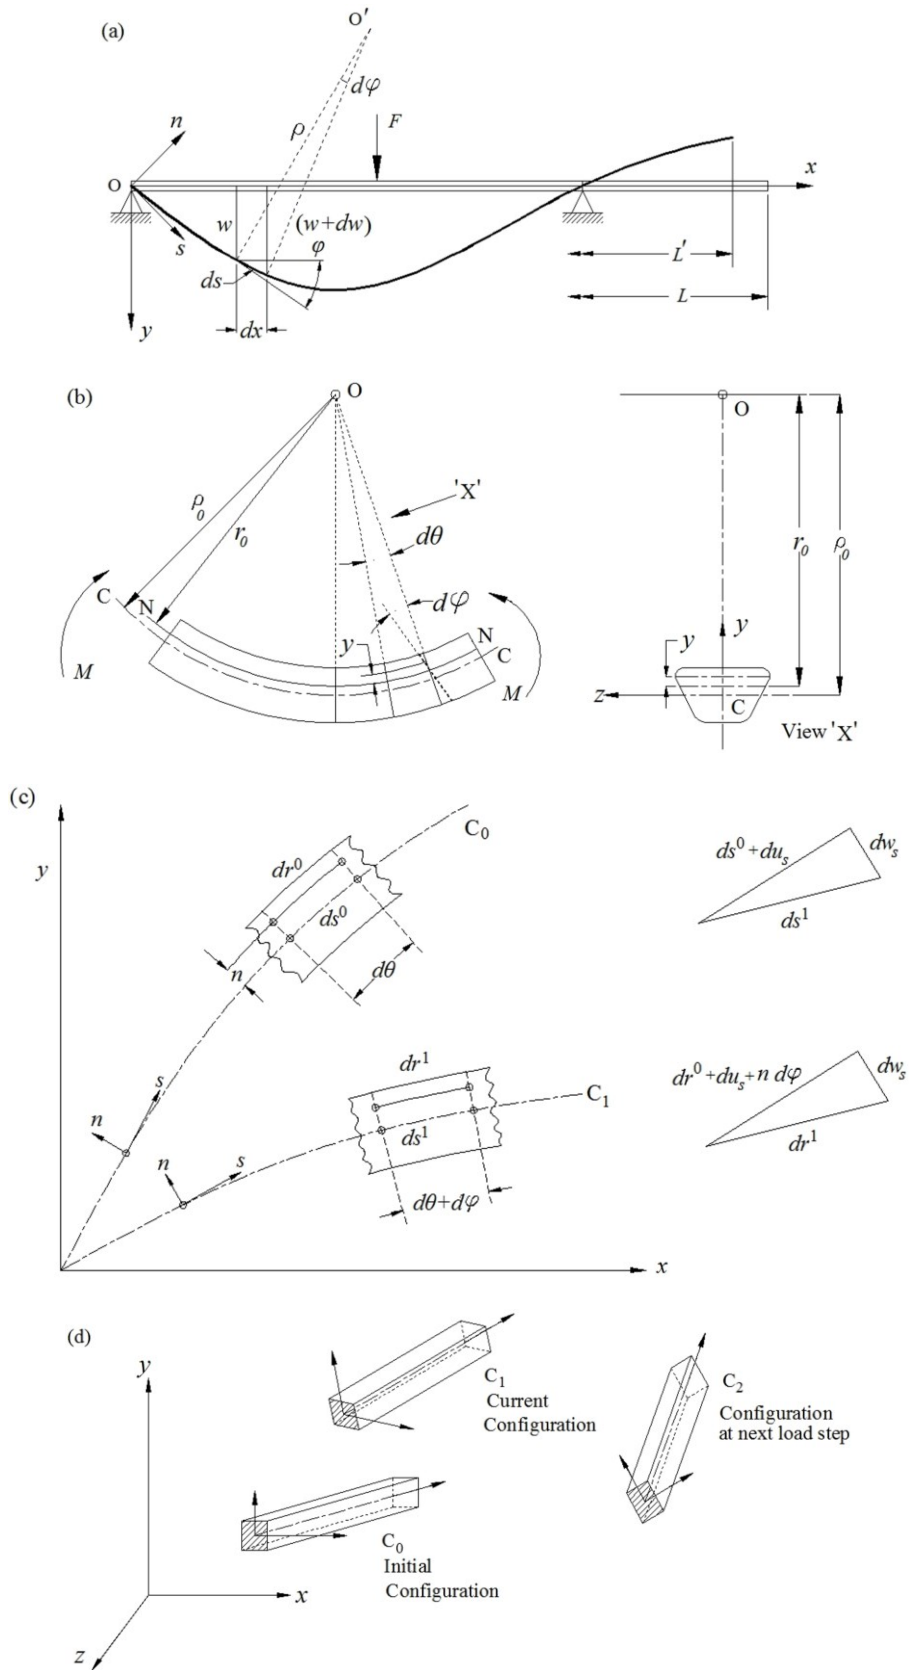 (a)
O′
dφ
n
ρ
F
O
x
w
(w+dw)
φ
s
ds
L′
L
y
dx
(b)
O
O
'X'
ρ₀
r₀
dθ
r₀
ρ₀
C
N
dφ
y
N
y
y
C
M
M
z
C
View 'X'
(c)
C₀
y
dr⁰
ds⁰+duₛ
dwₛ
ds⁰
ds¹
dθ
n
dr¹
dr⁰+duₛ+n dφ
dwₛ
s
C₁
n
ds¹
dr¹
n
s
dθ+dφ
x
(d)
y
C₁
Current
Configuration
C₂
Configuration
at next load step
C₀
Initial
Configuration
x
z